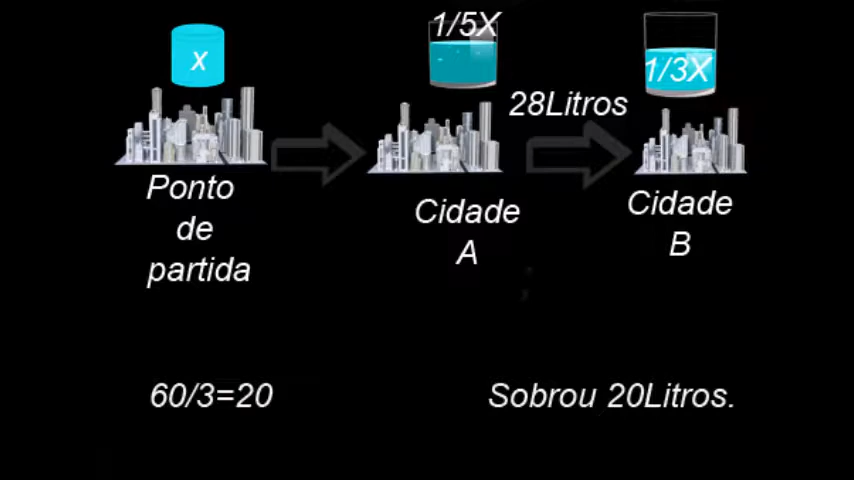 x
1/5X
1/3X
28Litros
Ponto
de
partida
Cidade
A
Cidade
B
60/3=20
Sobrou 20Litros.